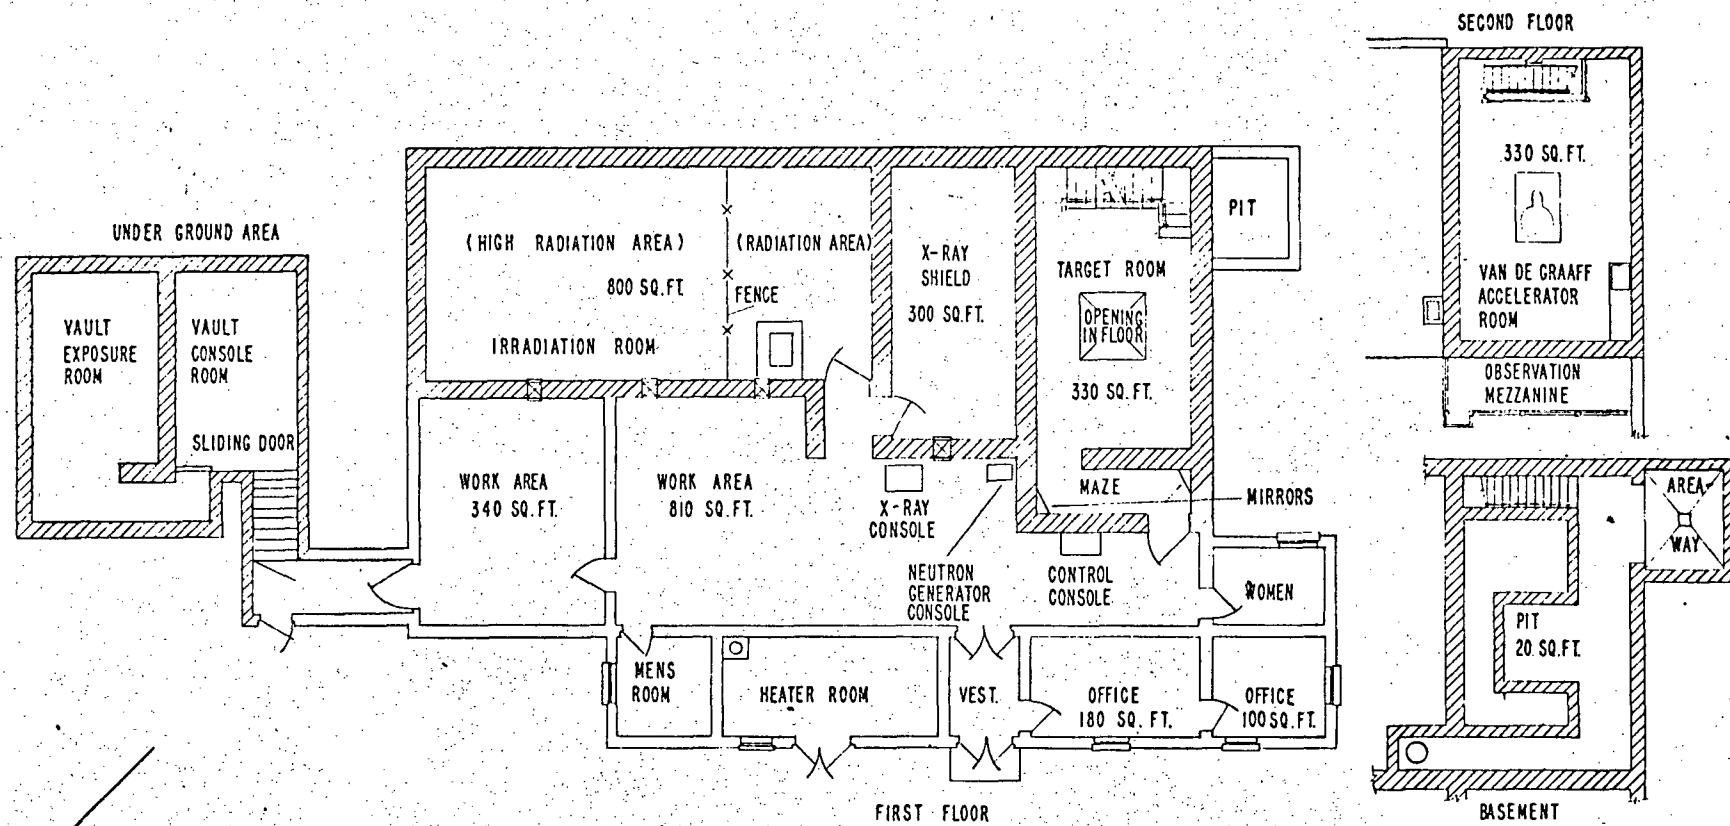 SECOND FLOOR
330 SQ.FT.
VAN DE GRAAFF
ACCELERATOR
ROOM
OBSERVATION
MEZZANINE
UNDER GROUND AREA
VAULT
EXPOSURE
ROOM
VAULT
CONSOLE
ROOM
SLIDING DOOR
(HIGH RADIATION AREA)
800 SQ.FT.
IRRADIATION ROOM
(RADIATION AREA)
FENCE
X-RAY
SHIELD
300 SQ.FT.
TARGET ROOM
OPENING
IN FLOOR
330 SQ.FT.
PIT
MAZE
MIRRORS
WORK AREA
340 SQ.FT.
WORK AREA
810 SQ.FT.
X-RAY
CONSOLE
NEUTRON
GENERATOR
CONSOLE
CONTROL
CONSOLE
WOMEN
MENS
ROOM
HEATER ROOM
VEST.
OFFICE
180 SQ. FT.
OFFICE
100 SQ.FT.
FIRST FLOOR
AREA-
WAY
PIT
20 SQ.FT.
BASEMENT